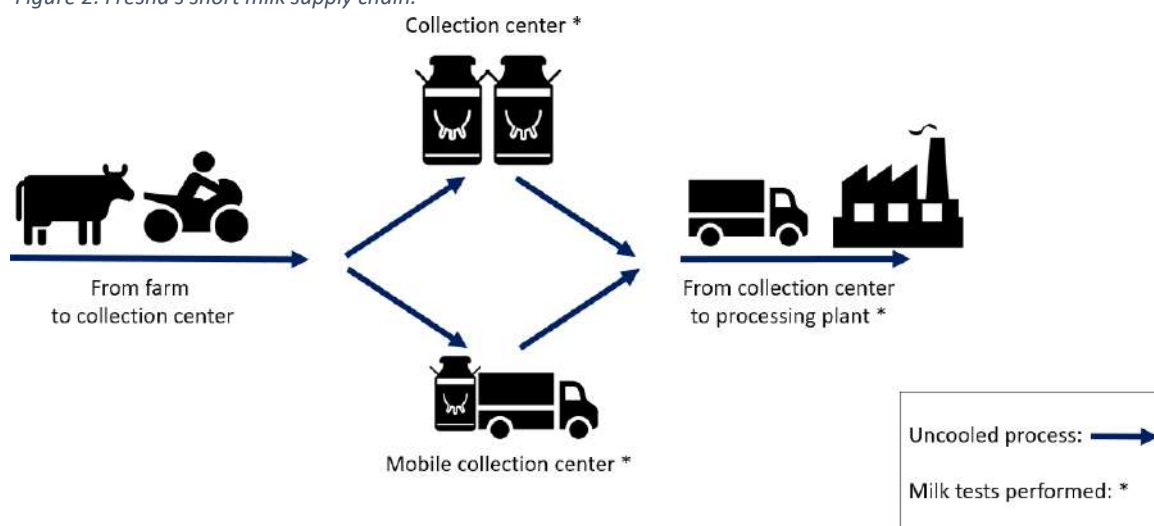 Figure 2. Fresha's short milk supply chain.
Collection center *
From farm
to collection center
From collection center
to processing plant *
Mobile collection center *
Uncooled process:
Milk tests performed: *